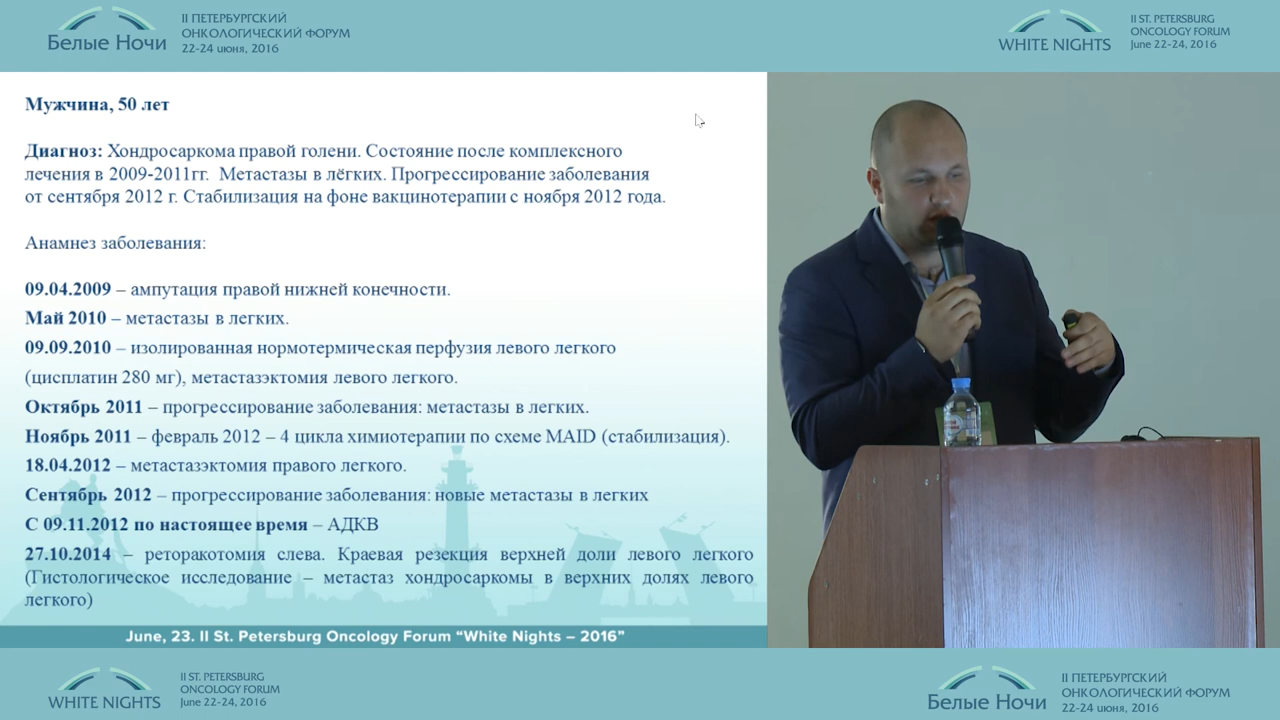 Белые Ночи
II ПЕТЕРБУРГСКИЙ
ОНКОЛОГИЧЕСКИЙ ФОРУМ
22-24 июня, 2016
WHITE NIGHTS
II ST. PETERSBURG
ONCOLOGY FORUM
June 22-24, 2016
Мужчина, 50 лет
Диагноз: Хондросаркома правой голени. Состояние после комплексного
лечения в 2009-2011гг. Метастазы в лёгких. Прогрессирование заболевания
от сентября 2012 г. Стабилизация на фоне вакцинотерапии с ноября 2012 года.
Анамнез заболевания:
09.04.2009 – ампутация правой нижней конечности.
Май 2010 – метастазы в легких.
09.09.2010 – изолированная нормотермическая перфузия левого легкого
(цисплатин 280 мг), метастазэктомия левого легкого.
Октябрь 2011 – прогрессирование заболевания: метастазы в легких.
Ноябрь 2011 – февраль 2012 – 4 цикла химиотерапии по схеме MAID (стабилизация).
18.04.2012 – метастазэктомия правого легкого.
Сентябрь 2012 – прогрессирование заболевания: новые метастазы в легких
С 09.11.2012 по настоящее время – АДКВ
27.10.2014 – реторакотомия слева. Краевая резекция верхней доли левого легкого
(Гистологическое исследование – метастаз хондросаркомы в верхних долях левого
легкого)
June, 23. II St. Petersburg Oncology Forum “White Nights – 2016”
WHITE NIGHTS
II ST. PETERSBURG
ONCOLOGY FORUM
June 22-24, 2016
Белые Ночи
II ПЕТЕРБУРГСКИЙ
ОНКОЛОГИЧЕСКИЙ ФОРУМ
22-24 июня, 2016